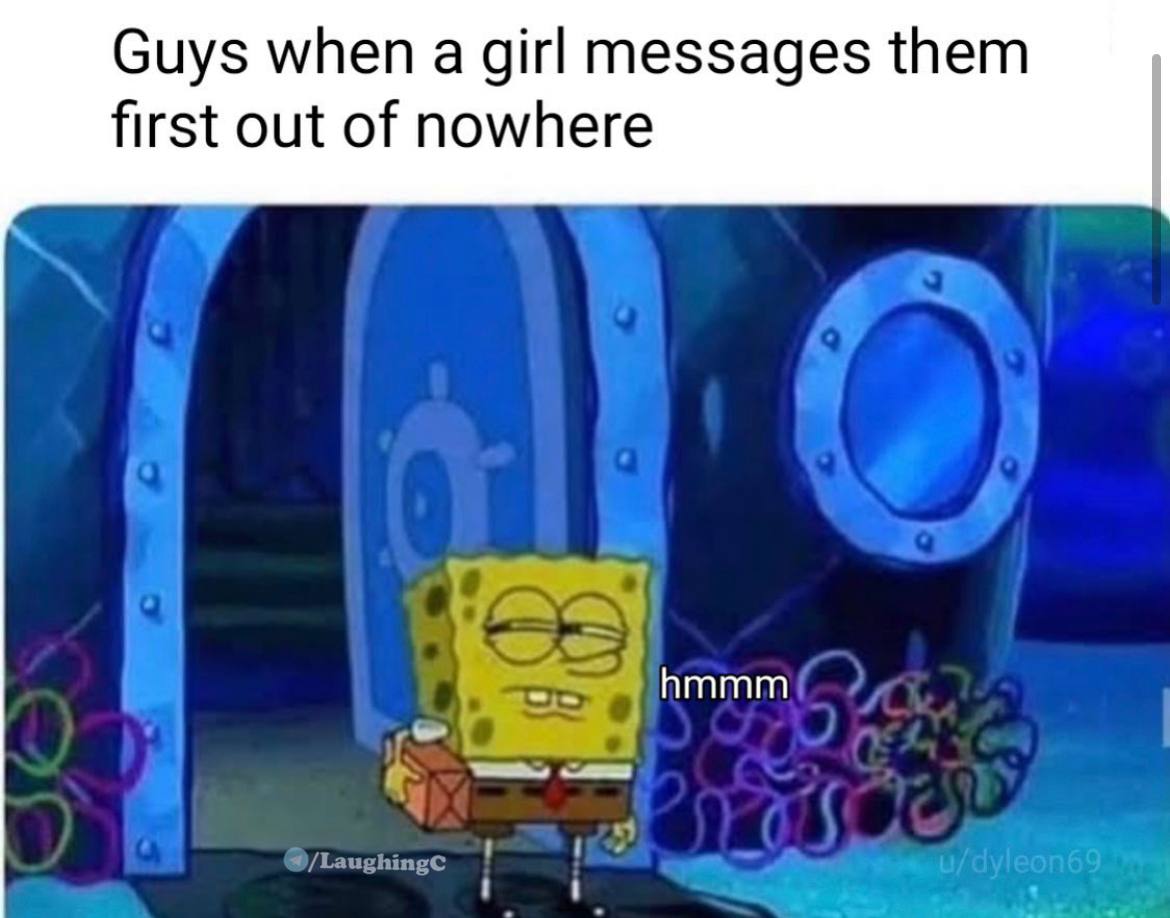 Guys when a girl messages them
first out of nowhere
hmmm
/LaughingC
u/dyleon69